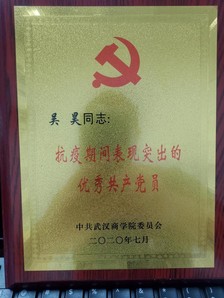 吴 昊同志:
抗疫期间表现突出的
优秀共产党员
中共武汉商学院委员会
二〇二〇年七月